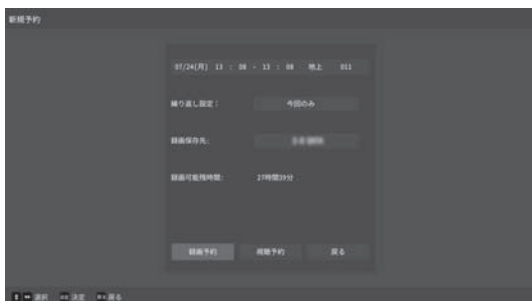 新規予約
07/24[月] 13 : 08 - 13 : 08 地上 011
繰り返し設定： 今回のみ
録画保存先:
録画可能残時間: 27時間39分
録画予約 視聴予約 戻る
選択 決定 戻る